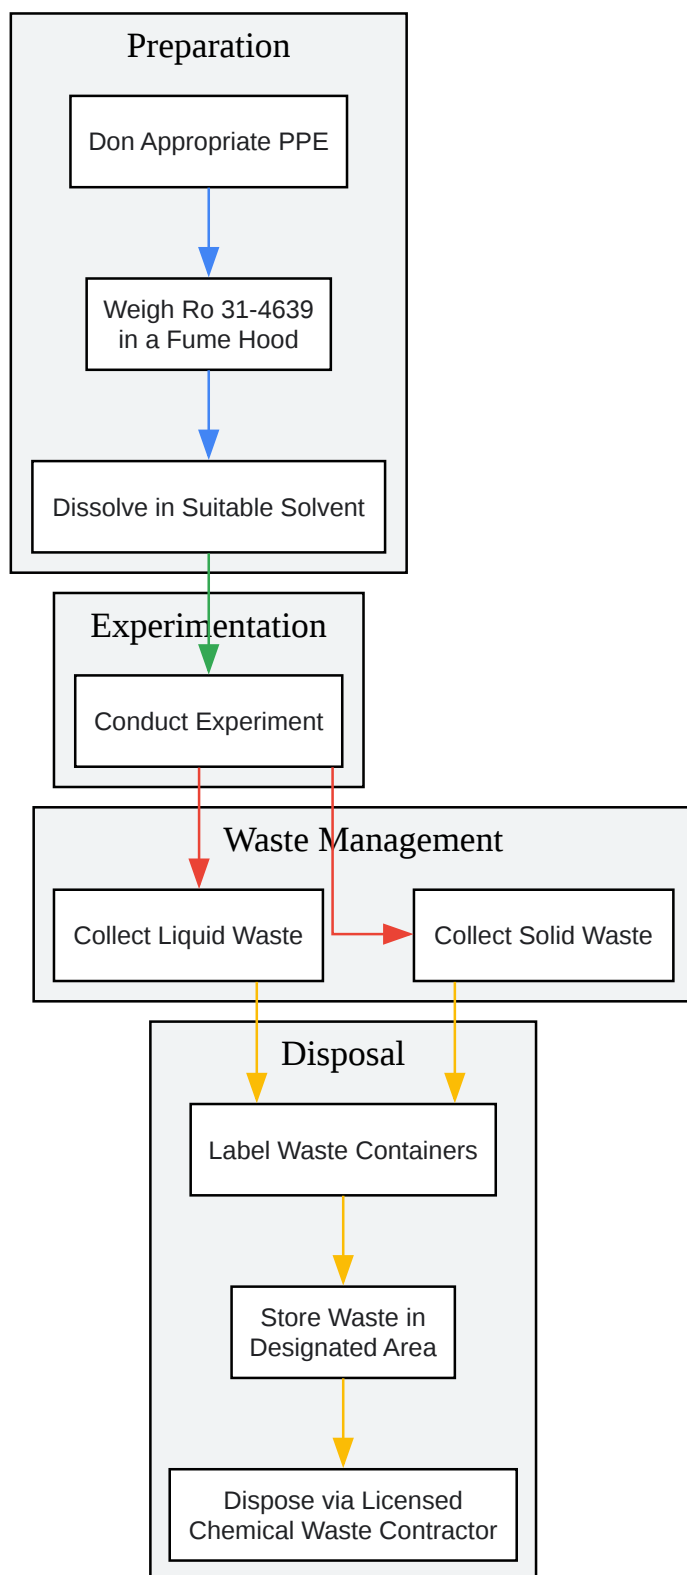 Preparation
Don Appropriate PPE
Weigh Ro 31-4639
in a Fume Hood
Dissolve in Suitable Solvent
Experimentation
Conduct Experiment
Waste Management
Collect Liquid Waste
Collect Solid Waste
Disposal
Label Waste Containers
Store Waste in
Designated Area
Dispose via Licensed
Chemical Waste Contractor